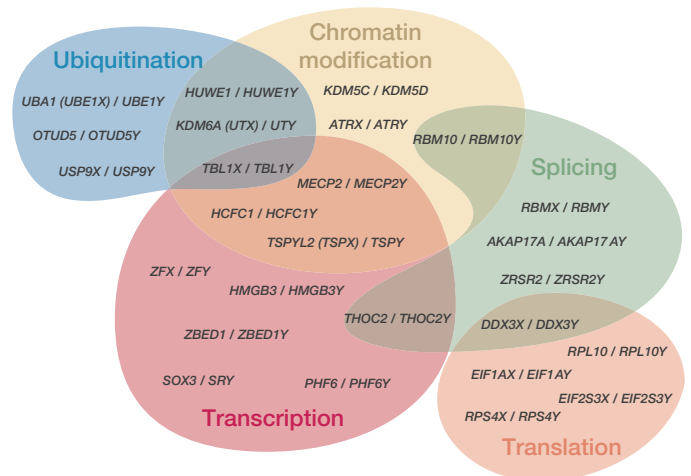 Chromatin
modification
Ubiquitination
UBA1 (UBE1X) / UBE1Y
OTUD5 / OTUD5Y
USP9X / USP9Y
HUWE1 / HUWE1Y
KDM6A (UTX) / UTY
TBL1X / TBL1Y
KDM5C / KDM5D
ATRX / ATRY
RBM10 / RBM10Y
MECP2 / MECP2Y
HCFC1 / HCFC1Y
TSPYL2 (TSPX) / TSPY
Splicing
RBMX / RBMY
AKAP17A / AKAP17 AY
ZRSR2 / ZRSR2Y
ZFX / ZFY
HMGB3 / HMGB3Y
THOC2 / THOC2Y
DDX3X / DDX3Y
ZBED1 / ZBED1Y
SOX3 / SRY
PHF6 / PHF6Y
Transcription
RPL10 / RPL10Y
EIF1AX / EIF1AY
EIF2S3X / EIF2S3Y
RPS4X / RPS4Y
Translation